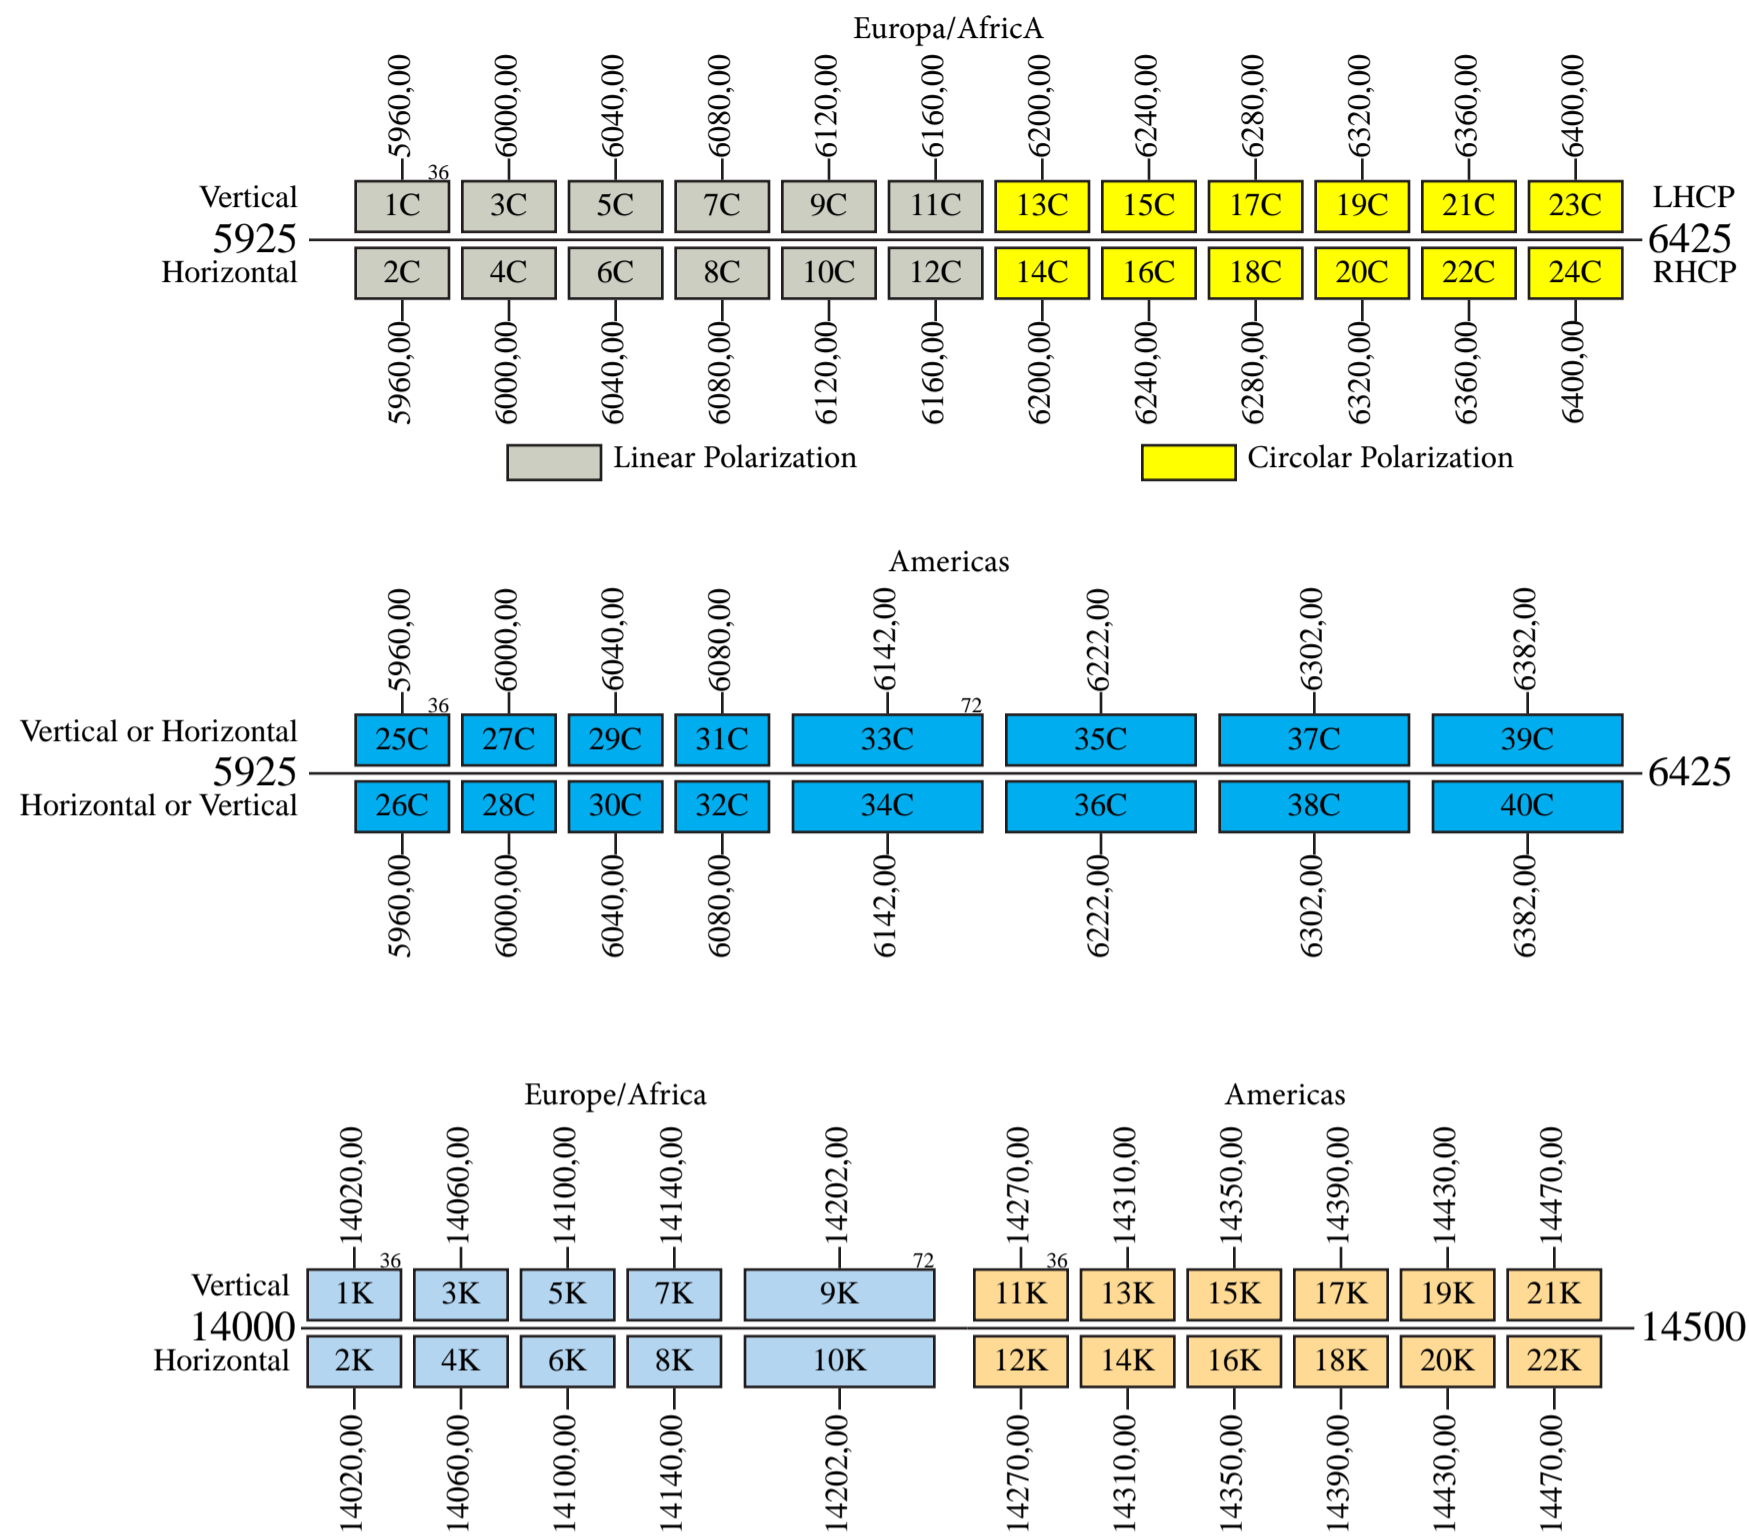 Europa/AfricA
5960,00 6000,00 6040,00 6080,00 6120,00 6160,00 6200,00 6240,00 6280,00 6320,00 6360,00 6400,00
36
Vertical 1C 3C 5C 7C 9C 11C 13C 15C 17C 19C 21C 23C LHCP
5925 6425
Horizontal 2C 4C 6C 8C 10C 12C 14C 16C 18C 20C 22C 24C RHCP
5960,00 6000,00 6040,00 6080,00 6120,00 6160,00 6200,00 6240,00 6280,00 6320,00 6360,00 6400,00
Linear Polarization Circolar Polarization
Americas
5960,00 6000,00 6040,00 6080,00 6142,00 6222,00 6302,00 6382,00
36 72
Vertical or Horizontal 25C 27C 29C 31C 33C 35C 37C 39C
5925 6425
Horizontal or Vertical 26C 28C 30C 32C 34C 36C 38C 40C
5960,00 6000,00 6040,00 6080,00 6142,00 6222,00 6302,00 6382,00
Europe/Africa Americas
14020,00 14060,00 14100,00 14140,00 14202,00 14270,00 14310,00 14350,00 14390,00 14430,00 14470,00
36 72 36
Vertical 1K 3K 5K 7K 9K 11K 13K 15K 17K 19K 21K
14000 14500
Horizontal 2K 4K 6K 8K 10K 12K 14K 16K 18K 20K 22K
14020,00 14060,00 14100,00 14140,00 14202,00 14270,00 14310,00 14350,00 14390,00 14430,00 14470,00